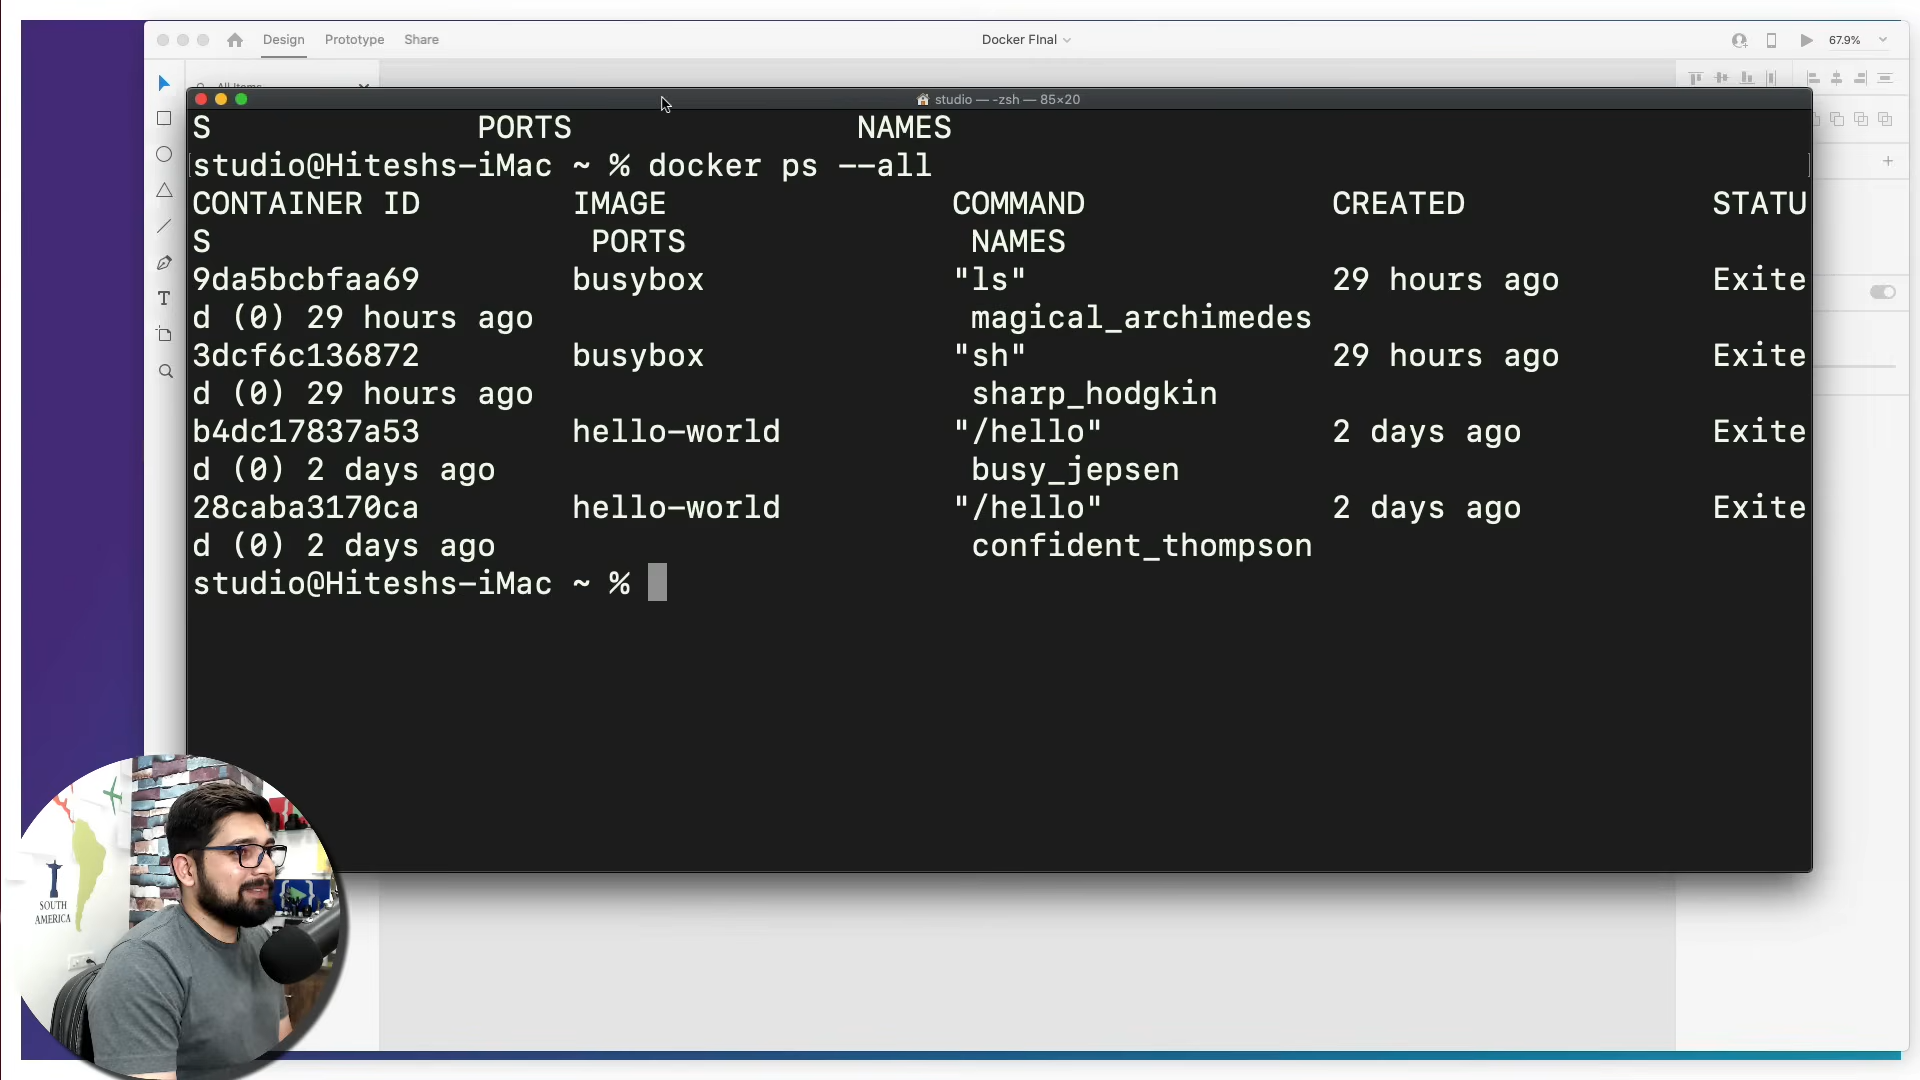 Design Prototype Share Docker FInal 67.9%
All Items
studio — -zsh — 85×20
S PORTS NAMES
studio@Hiteshs-iMac ~ % docker ps --all
CONTAINER ID IMAGE COMMAND CREATED STATU
S PORTS NAMES
9da5bcbfaa69 busybox "ls" 29 hours ago Exite
d (0) 29 hours ago magical_archimedes
3dcf6c136872 busybox "sh" 29 hours ago Exite
d (0) 29 hours ago sharp_hodgkin
b4dc17837a53 hello-world "/hello" 2 days ago Exite
d (0) 2 days ago busy_jepsen
28caba3170ca hello-world "/hello" 2 days ago Exite
d (0) 2 days ago confident_thompson
studio@Hiteshs-iMac ~ %
SOUTH
AMERICA